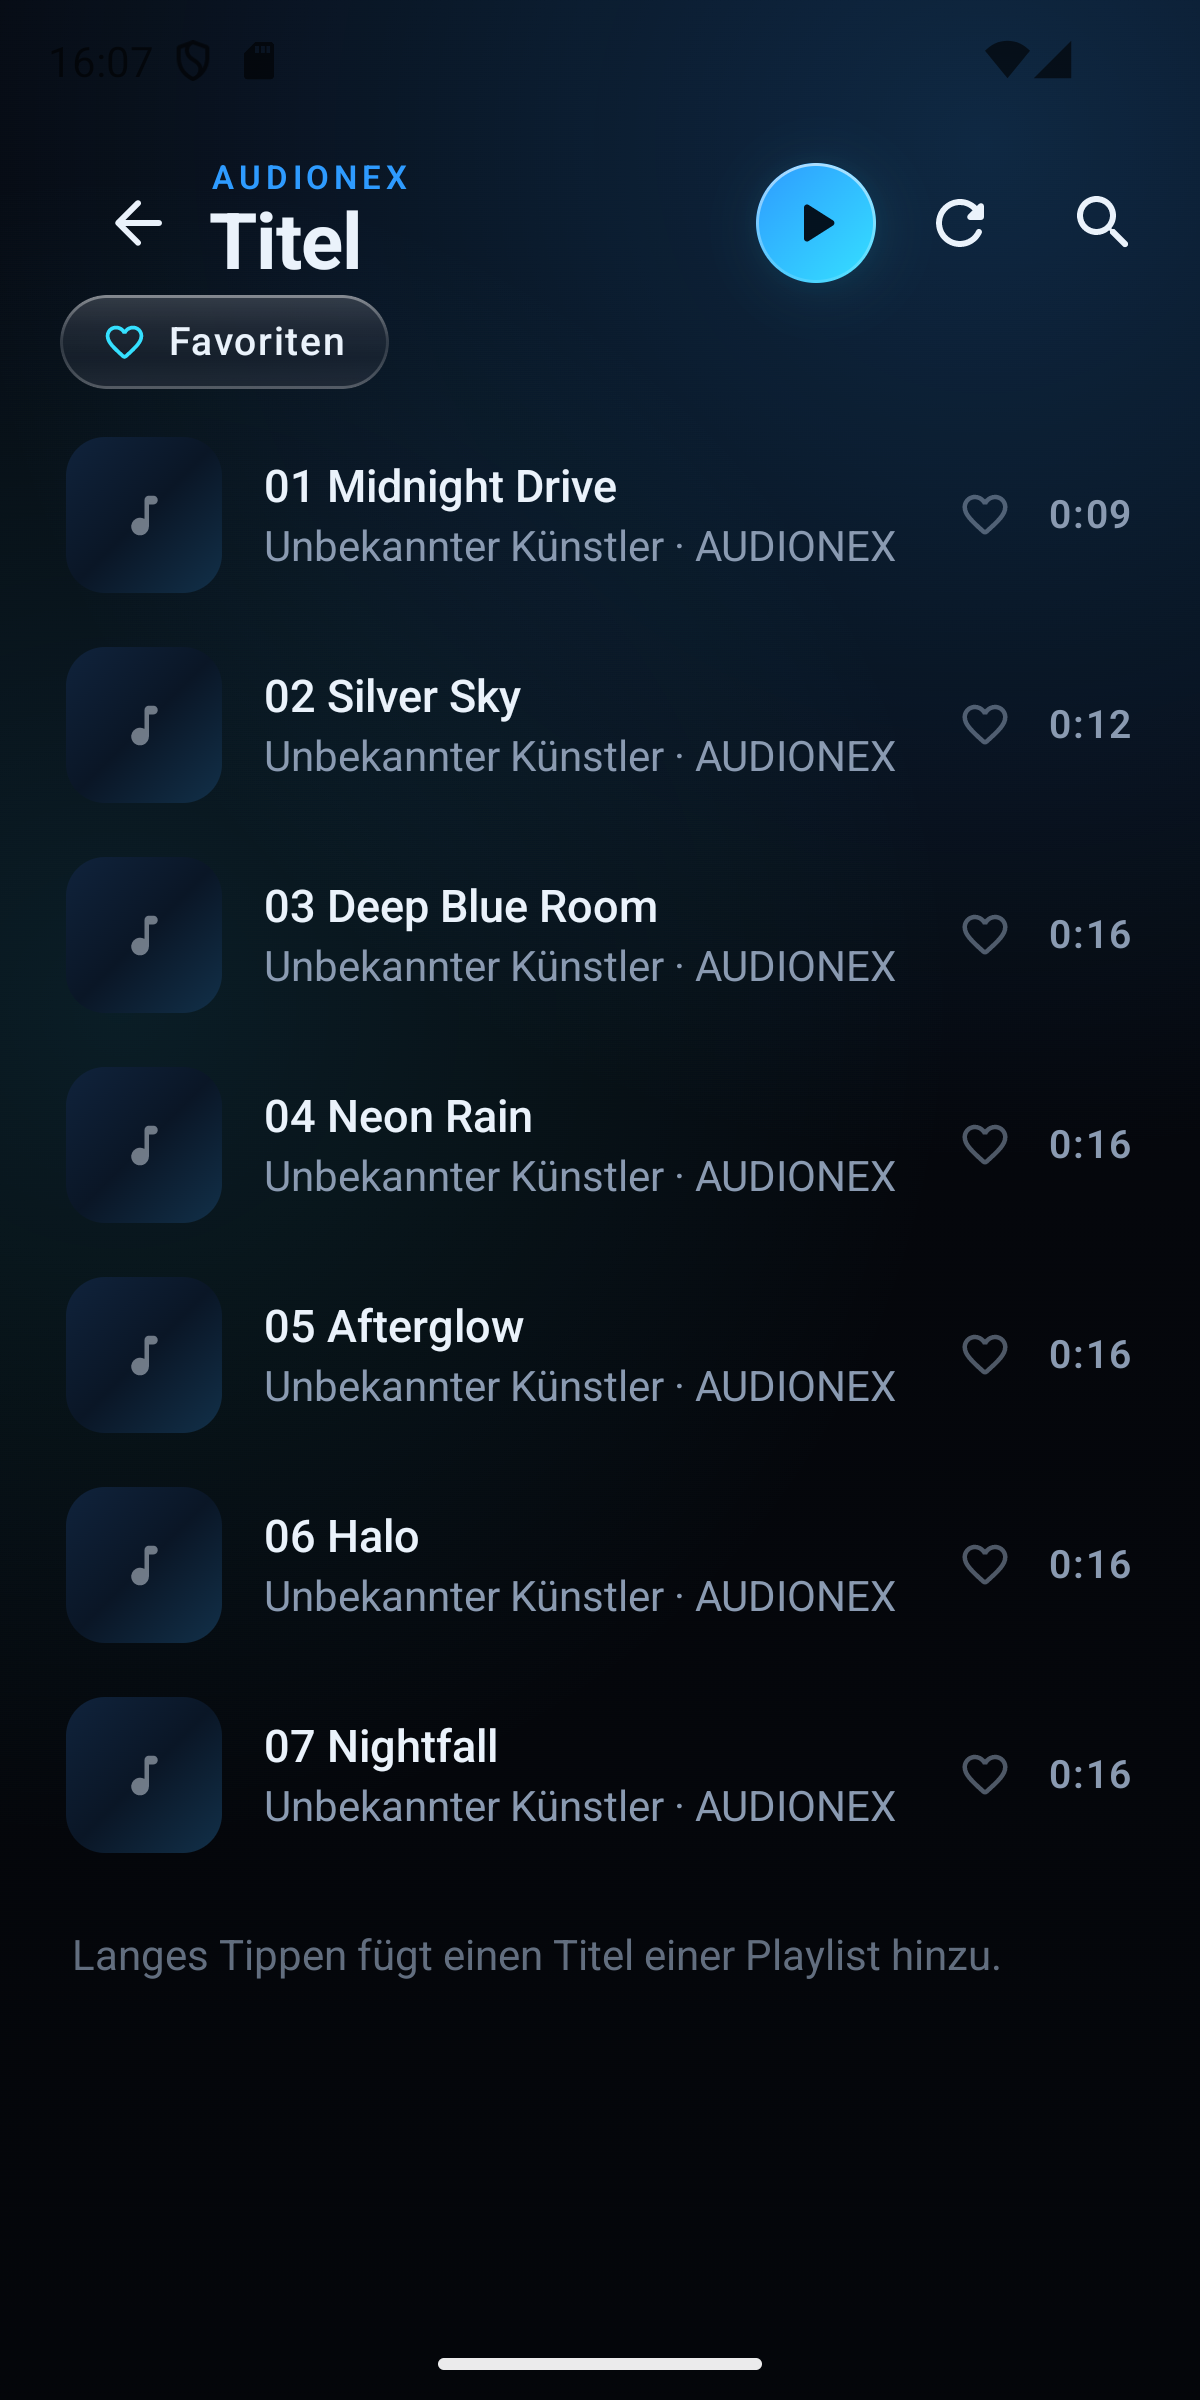 16:07
AUDIONEX
Titel
Favoriten
01 Midnight Drive
Unbekannter Künstler · AUDIONEX
0:09
02 Silver Sky
Unbekannter Künstler · AUDIONEX
0:12
03 Deep Blue Room
Unbekannter Künstler · AUDIONEX
0:16
04 Neon Rain
Unbekannter Künstler · AUDIONEX
0:16
05 Afterglow
Unbekannter Künstler · AUDIONEX
0:16
06 Halo
Unbekannter Künstler · AUDIONEX
0:16
07 Nightfall
Unbekannter Künstler · AUDIONEX
0:16
Langes Tippen fügt einen Titel einer Playlist hinzu.